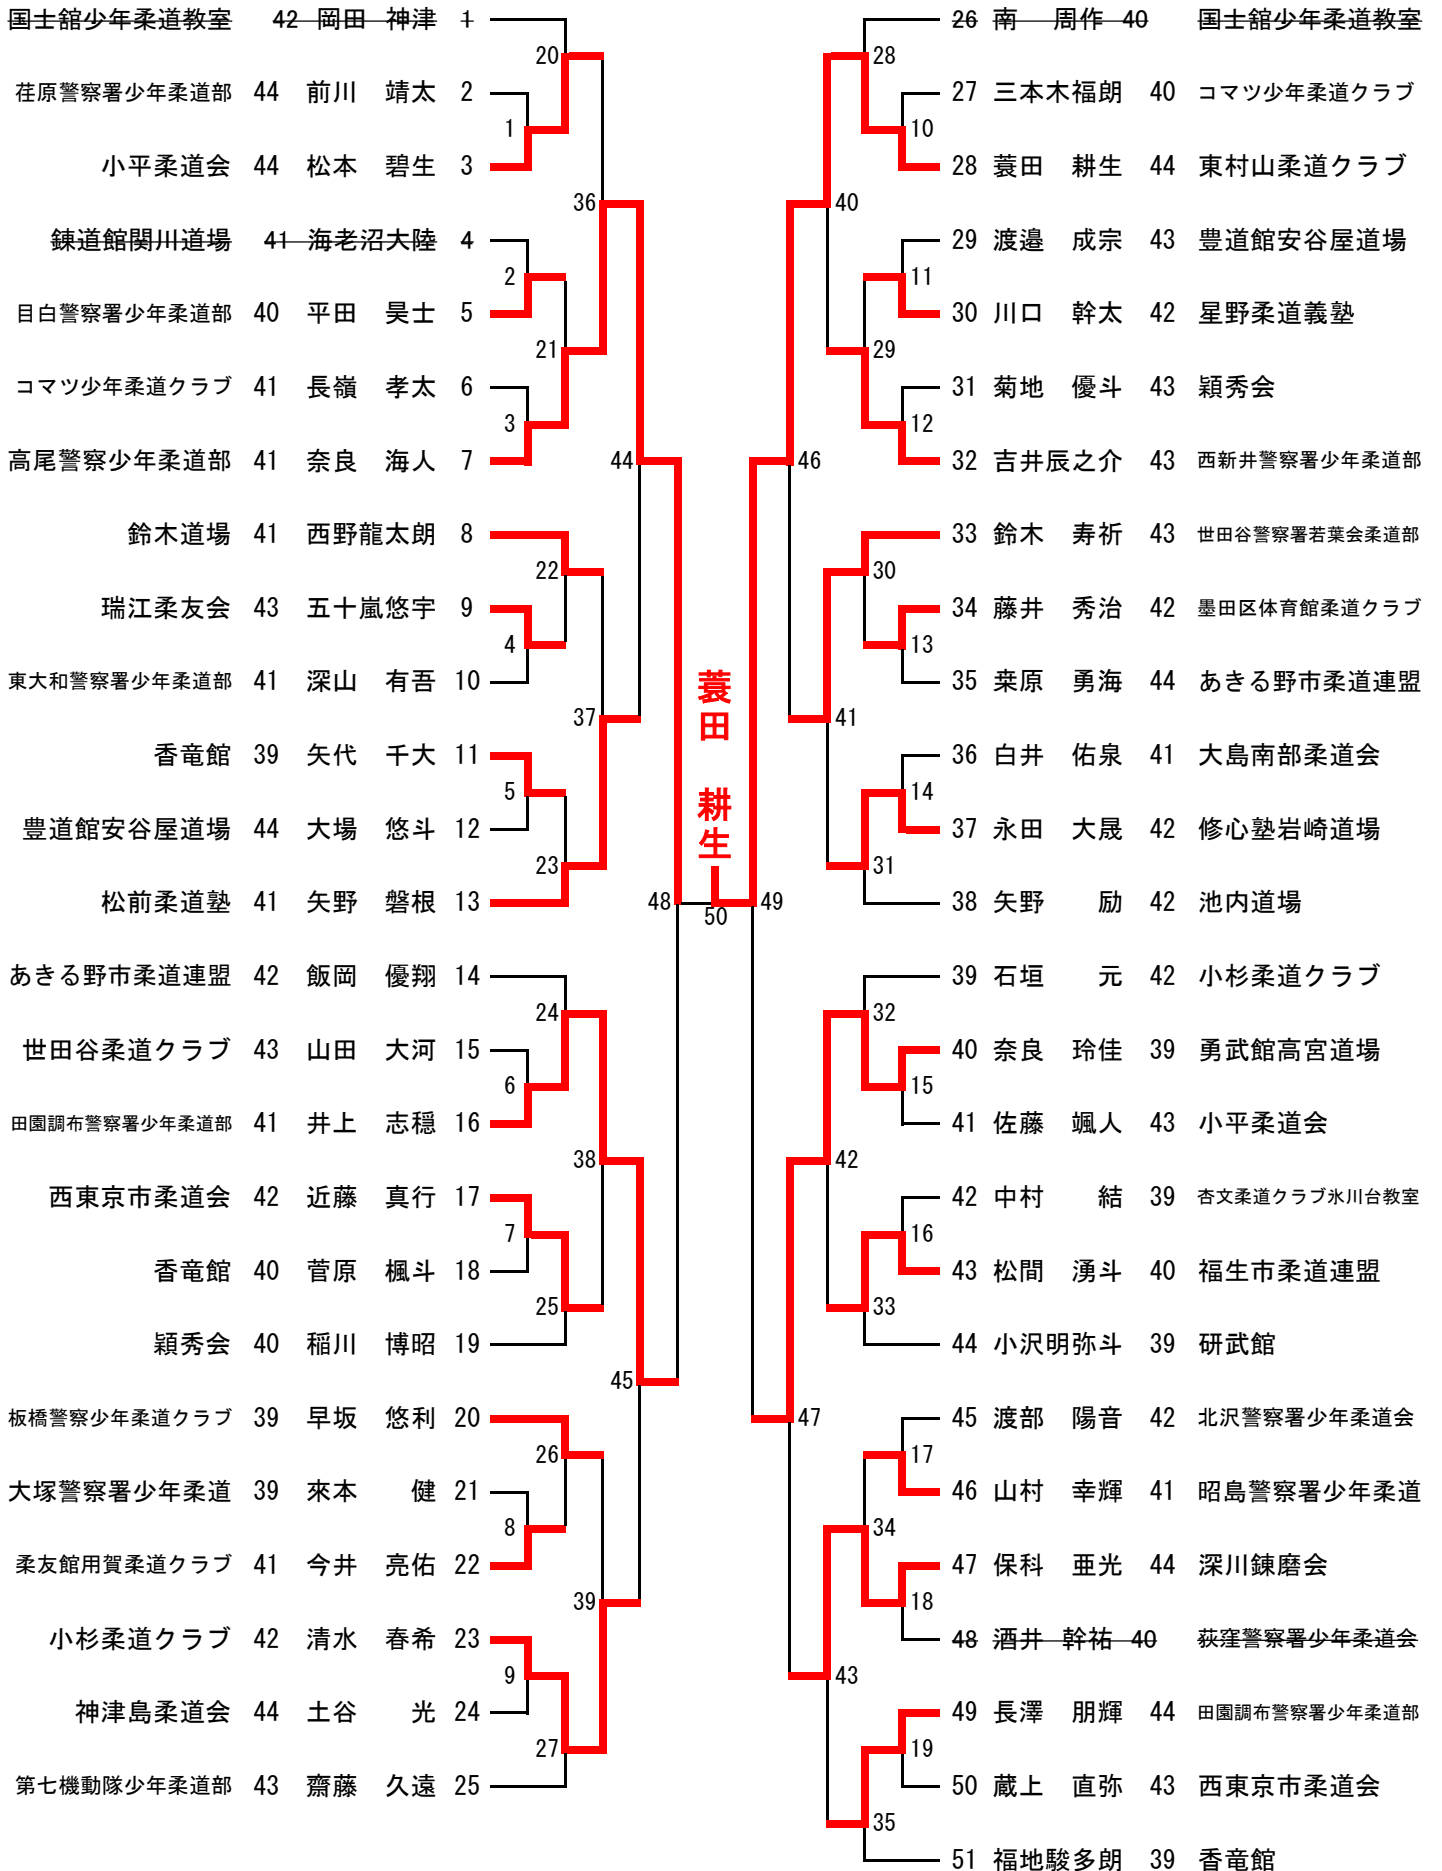 国士舘少年柔道教室 42 岡田 神津 1
荏原警察署少年柔道部 44 前川 靖太 2
小平柔道会 44 松本 碧生 3
錬道館関川道場 41 海老沼大陸 4
目白警察署少年柔道部 40 平田 昊士 5
コマツ少年柔道クラブ 41 長嶺 孝太 6
高尾警察少年柔道部 41 奈良 海人 7
鈴木道場 41 西野龍太朗 8
瑞江柔友会 43 五十嵐悠宇 9
東大和警察署少年柔道部 41 深山 有吾 10
香竜館 39 矢代 千大 11
豊道館安谷屋道場 44 大場 悠斗 12
松前柔道塾 41 矢野 磐根 13
あきる野市柔道連盟 42 飯岡 優翔 14
世田谷柔道クラブ 43 山田 大河 15
田園調布警察署少年柔道部 41 井上 志穏 16
西東京市柔道会 42 近藤 真行 17
香竜館 40 菅原 楓斗 18
穎秀会 40 稲川 博昭 19
板橋警察少年柔道クラブ 39 早坂 悠利 20
大塚警察署少年柔道 39 來本 健 21
柔友館用賀柔道クラブ 41 今井 亮佑 22
小杉柔道クラブ 42 清水 春希 23
神津島柔道会 44 土谷 光 24
第七機動隊少年柔道部 43 齋藤 久遠 25
1
2
3
4
5
6
7
8
9
20
21
22
23
24
25
26
27
36
37
38
39
44
45
48
蓑田 耕生
50
49
46
47
40
41
42
43
28
29
30
31
32
33
34
35
10
11
12
13
14
15
16
17
18
19
26 南 周作 40 国士舘少年柔道教室
27 三本木福朗 40 コマツ少年柔道クラブ
28 蓑田 耕生 44 東村山柔道クラブ
29 渡邉 成宗 43 豊道館安谷屋道場
30 川口 幹太 42 星野柔道義塾
31 菊地 優斗 43 穎秀会
32 吉井辰之介 43 西新井警察署少年柔道部
33 鈴木 寿祈 43 世田谷警察署若葉会柔道部
34 藤井 秀治 42 墨田区体育館柔道クラブ
35 桒原 勇海 44 あきる野市柔道連盟
36 白井 佑泉 41 大島南部柔道会
37 永田 大晟 42 修心塾岩崎道場
38 矢野 励 42 池内道場
39 石垣 元 42 小杉柔道クラブ
40 奈良 玲佳 39 勇武館高宮道場
41 佐藤 颯人 43 小平柔道会
42 中村 結 39 杏文柔道クラブ氷川台教室
43 松間 湧斗 40 福生市柔道連盟
44 小沢明弥斗 39 研武館
45 渡部 陽音 42 北沢警察署少年柔道会
46 山村 幸輝 41 昭島警察署少年柔道
47 保科 亜光 44 深川錬磨会
48 酒井 幹祐 40 荻窪警察署少年柔道会
49 長澤 朋輝 44 田園調布警察署少年柔道部
50 蔵上 直弥 43 西東京市柔道会
51 福地駿多朗 39 香竜館